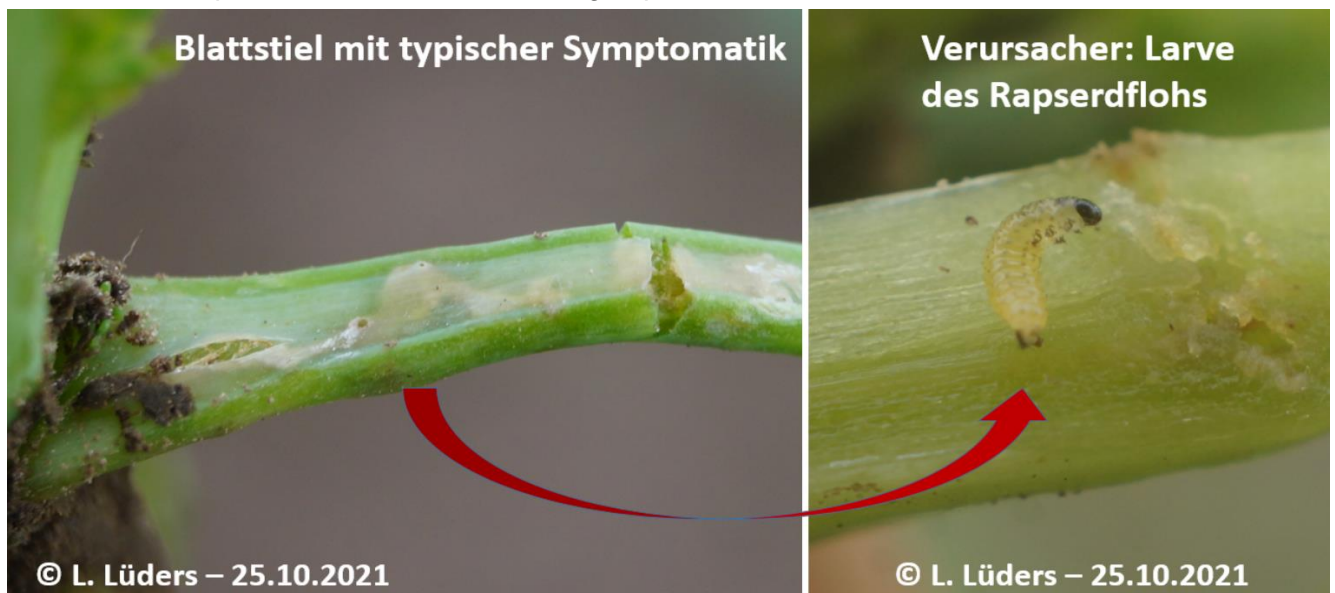 Blattstiel mit typischer Symptomatik
Verursacher: Larve
des Rapserdflohs
© L. Lüders – 25.10.2021
© L. Lüders – 25.10.2021